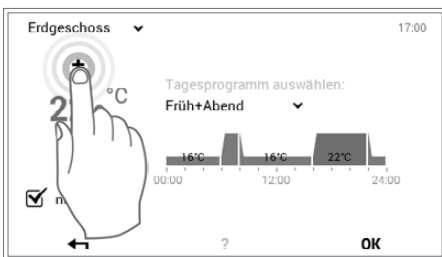 Erdgeschoss
17:00
+
°C
Tagesprogramm auswählen:
Früh+Abend
16°C 16°C 22°C
00:00 12:00 24:00
?
OK